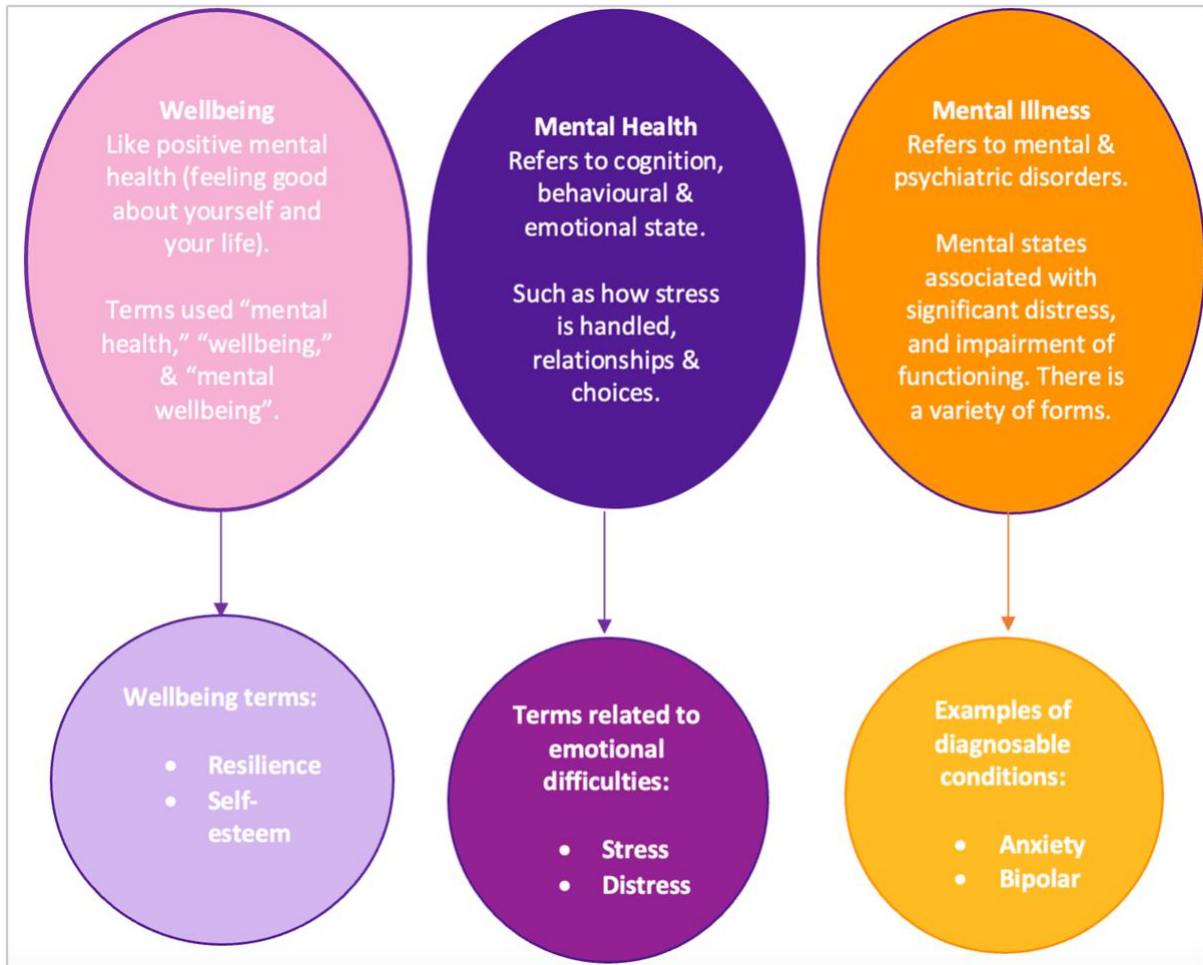 Wellbeing
Like positive mental
health (feeling good
about yourself and
your life).
Terms used “mental
health,” “wellbeing,”
& “mental
wellbeing”.
Mental Health
Refers to cognition,
behavioural &
emotional state.
Such as how stress
is handled,
relationships &
choices.
Mental Illness
Refers to mental &
psychiatric disorders.
Mental states
associated with
significant distress,
and impairment of
functioning. There is
a variety of forms.
Wellbeing terms:
• Resilience
• Self-
esteem
Terms related to
emotional
difficulties:
• Stress
• Distress
Examples of
diagnosable
conditions:
• Anxiety
• Bipolar